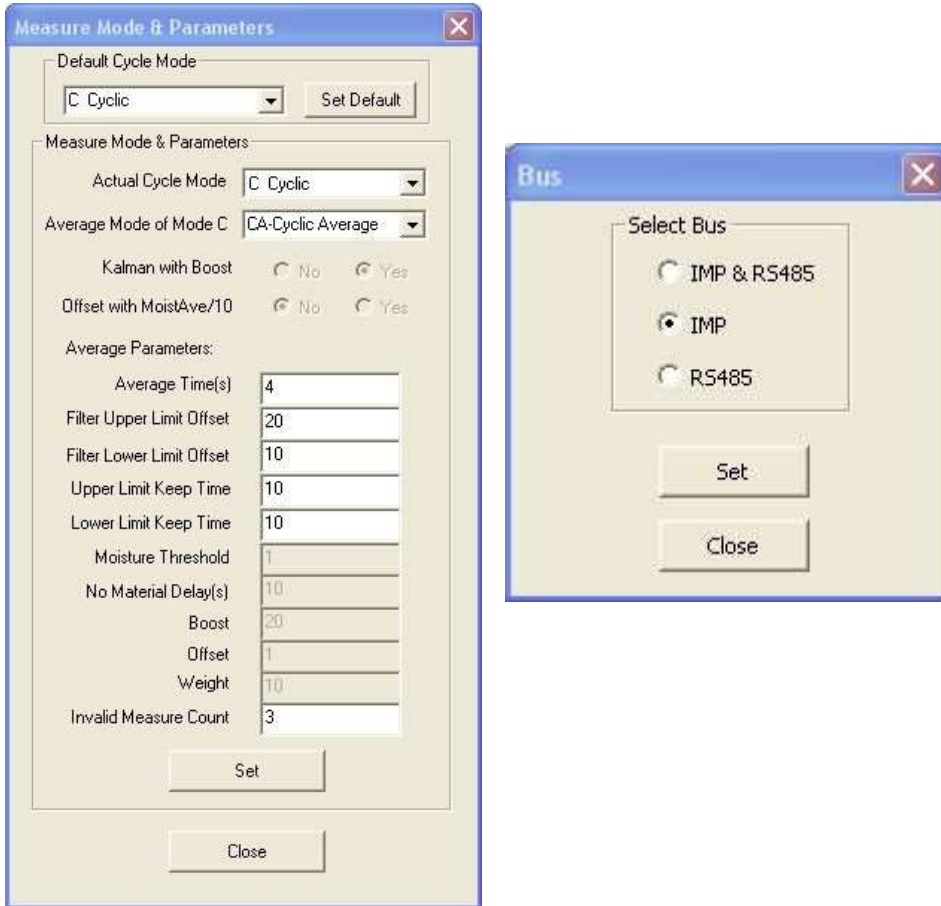 Measure Mode & Parameters
Default Cycle Mode
C Cyclic
Set Default
Measure Mode & Parameters
Actual Cycle Mode C Cyclic
Average Mode of Mode C CA-Cyclic Average
Kalman with Boost No Yes
Offset with MoistAve/10 No Yes
Average Parameters:
Average Time(s) 4
Filter Upper Limit Offset 20
Filter Lower Limit Offset 10
Upper Limit Keep Time 10
Lower Limit Keep Time 10
Moisture Threshold 1
No Material Delay(s) 10
Boost 20
Offset 1
Weight 10
Invalid Measure Count 3
Set
Close
Bus
Select Bus
IMP & RS485
IMP
RS485
Set
Close